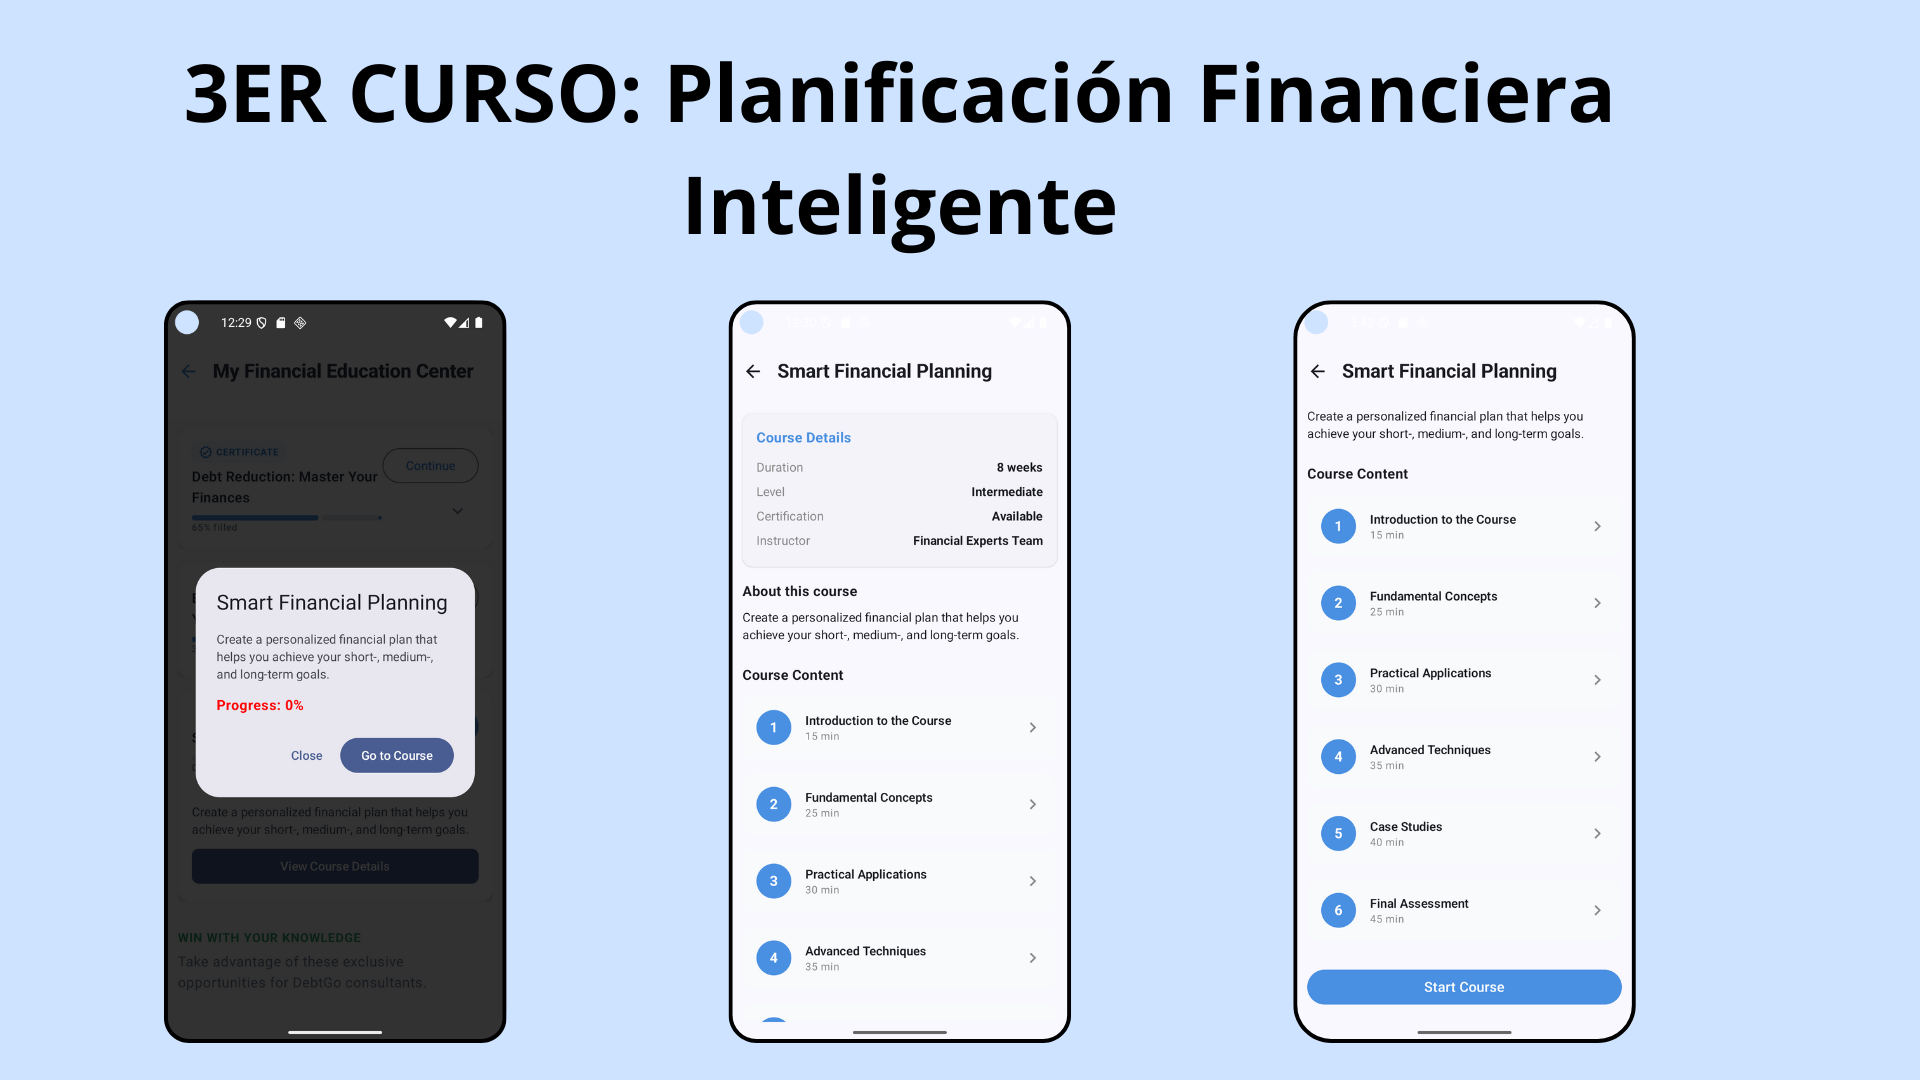 3ER CURSO: Planificación Financiera
Inteligente
12:29
My Financial Education Center
CERTIFICATE
Debt Reduction: Master Your
Finances
Continue
65% filled
Smart Financial Planning
Create a personalized financial plan that
helps you achieve your short-, medium-,
and long-term goals.
Progress: 0%
Close
Go to Course
Create a personalized financial plan that helps you
achieve your short-, medium-, and long-term goals.
View Course Details
WIN WITH YOUR KNOWLEDGE
Take advantage of these exclusive
opportunities for DebtGo consultants.
Smart Financial Planning
Course Details
Duration 8 weeks
Level Intermediate
Certification Available
Instructor Financial Experts Team
About this course
Create a personalized financial plan that helps you
achieve your short-, medium-, and long-term goals.
Course Content
1 Introduction to the Course
15 min
2 Fundamental Concepts
25 min
3 Practical Applications
30 min
4 Advanced Techniques
35 min
Smart Financial Planning
Create a personalized financial plan that helps you
achieve your short-, medium-, and long-term goals.
Course Content
1 Introduction to the Course
15 min
2 Fundamental Concepts
25 min
3 Practical Applications
30 min
4 Advanced Techniques
35 min
5 Case Studies
40 min
6 Final Assessment
45 min
Start Course